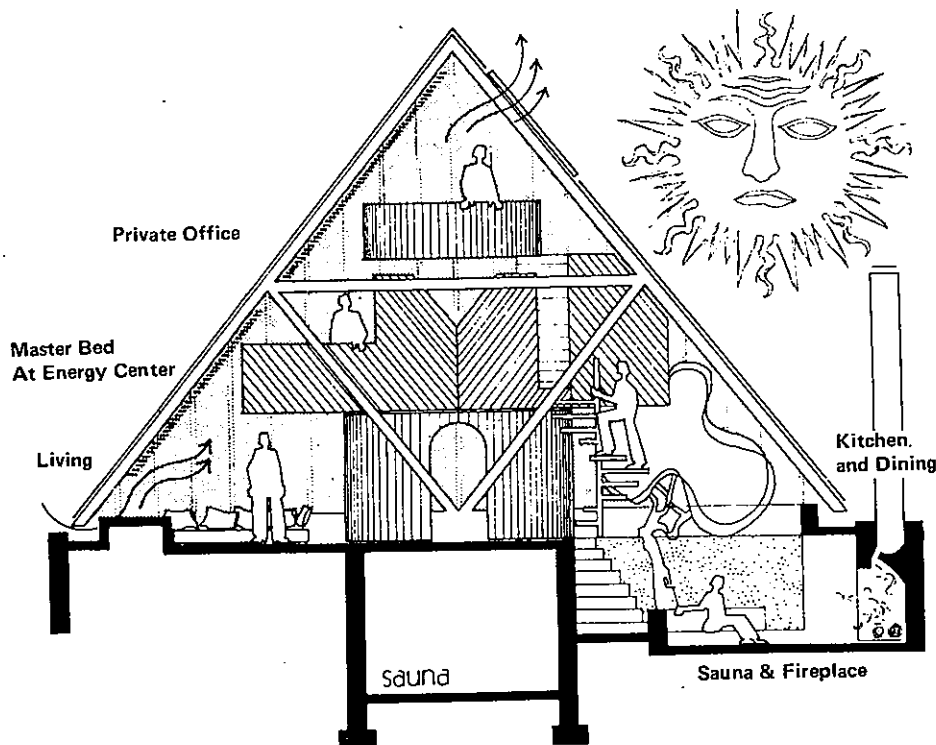 Private Office
Master Bed
At Energy Center
Living
Kitchen,
and Dining
sauna
Sauna & Fireplace